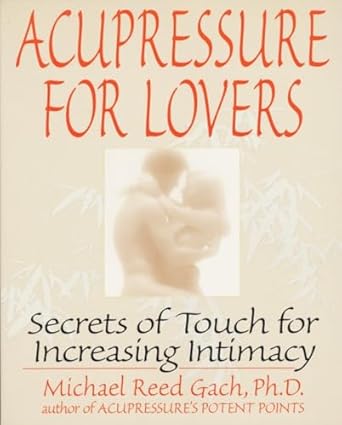 ACUPRESSURE
FOR LOVERS
Secrets of Touch for
Increasing Intimacy
Michael Reed Gach, Ph.D.
author of ACUPRESSURE'S POTENT POINTS